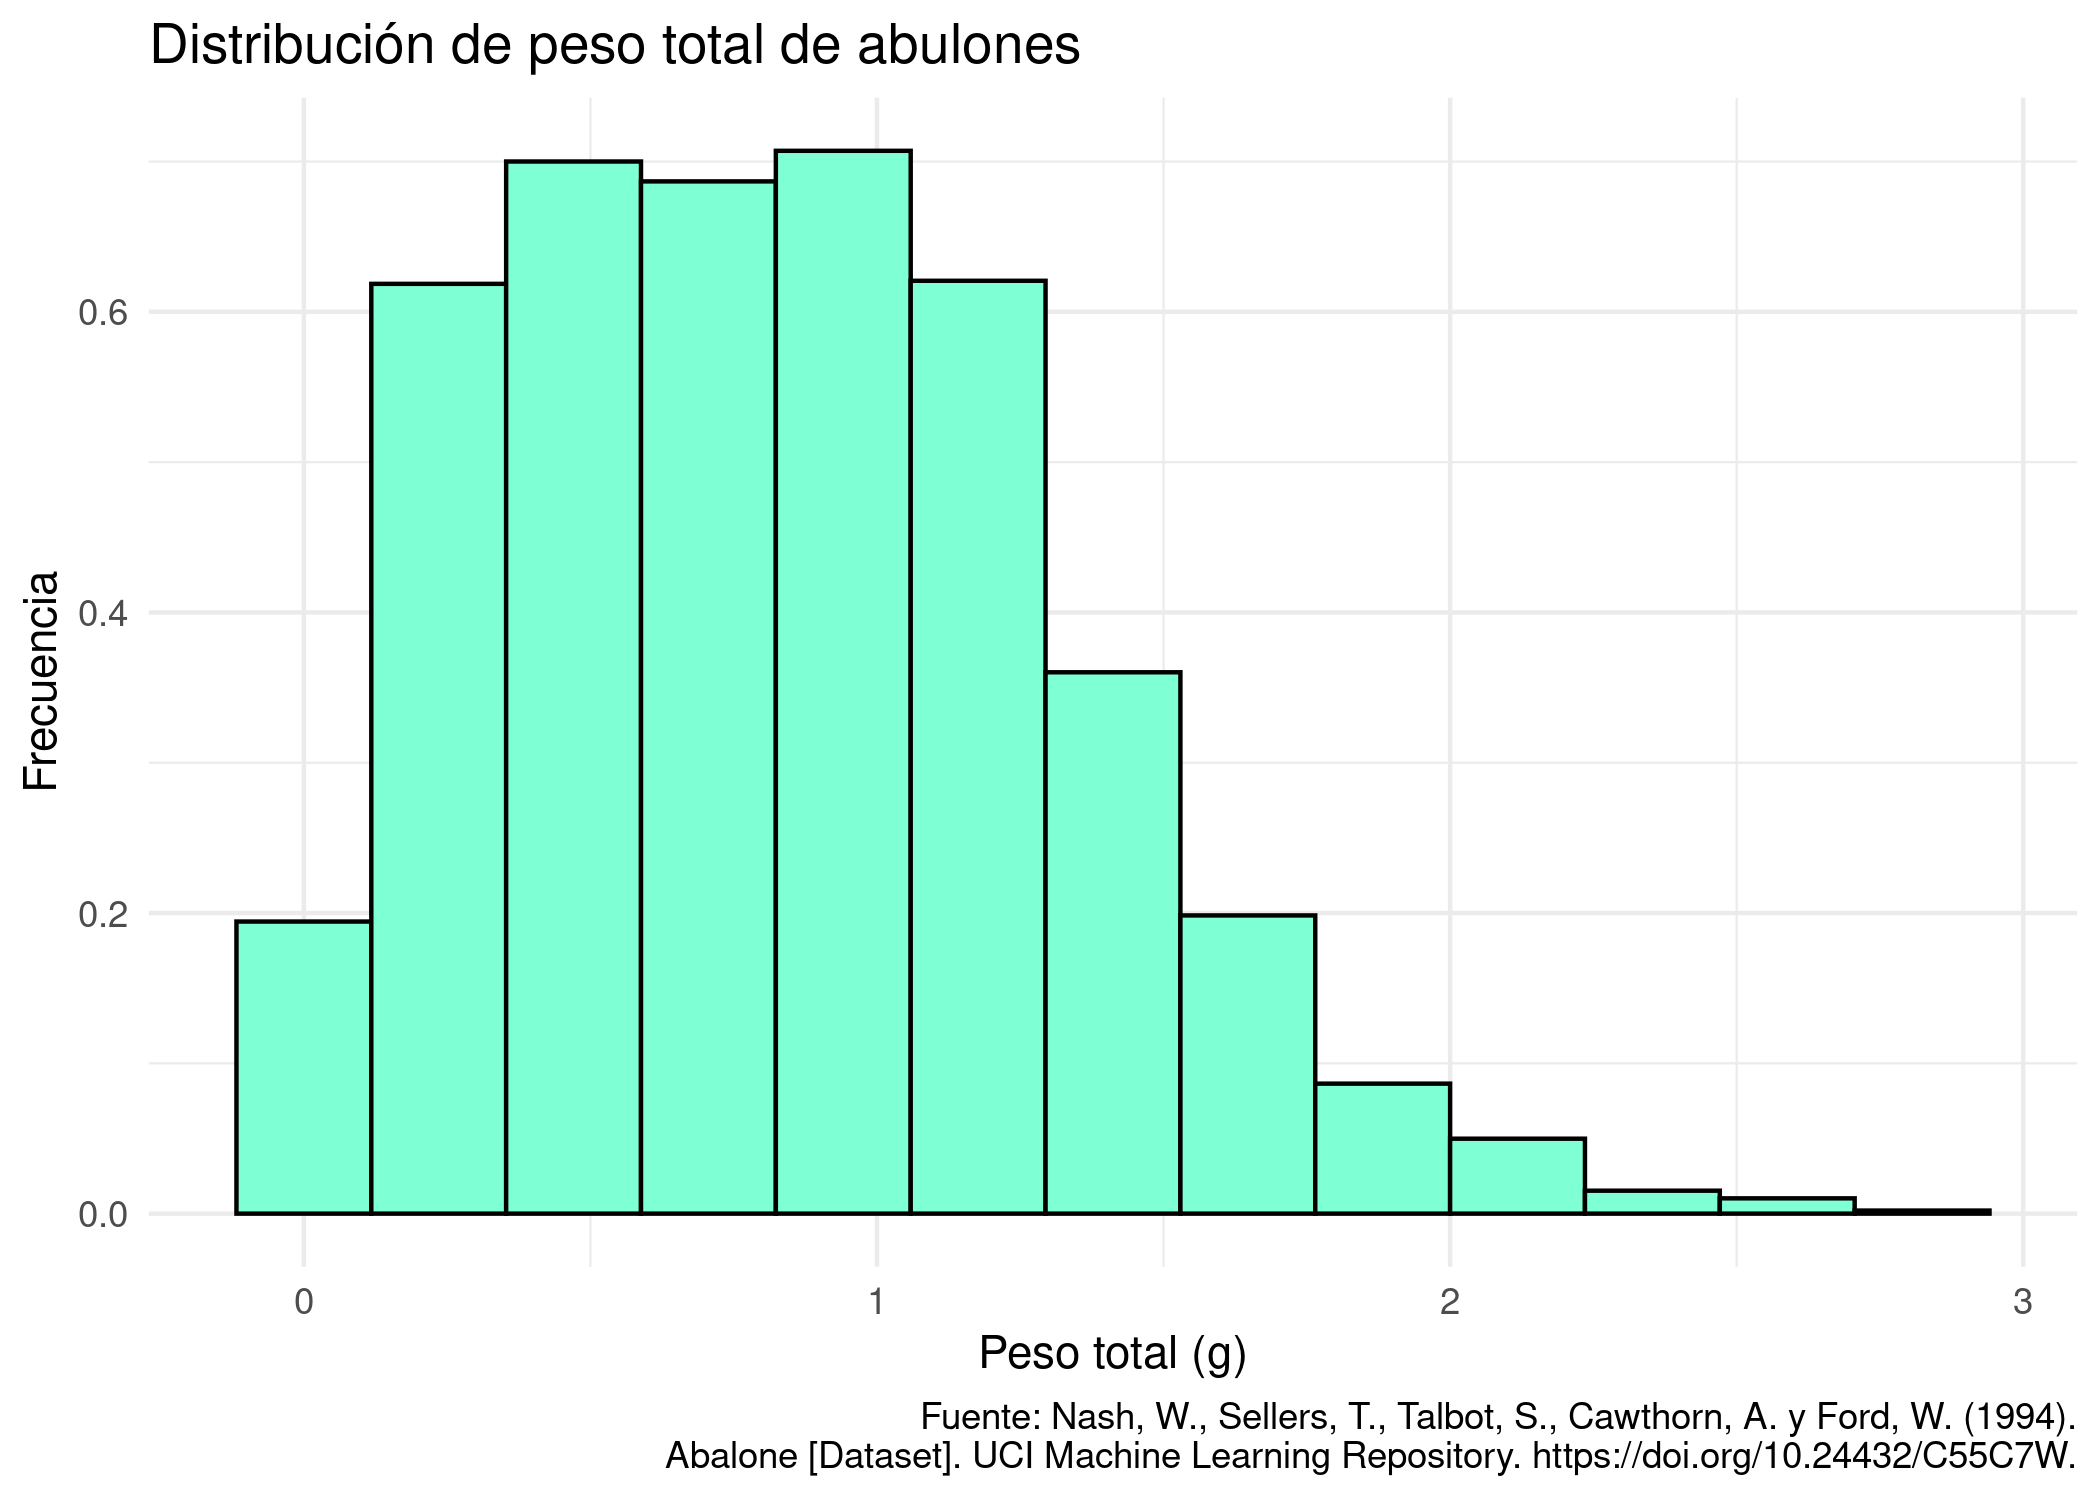 Distribución de peso total de abulones
Frecuencia
0.6
0.4
0.2
0.0
0 1 2 3
Peso total (g)
Fuente: Nash, W., Sellers, T., Talbot, S., Cawthorn, A. y Ford, W. (1994).
Abalone [Dataset]. UCI Machine Learning Repository. https://doi.org/10.24432/C55C7W.